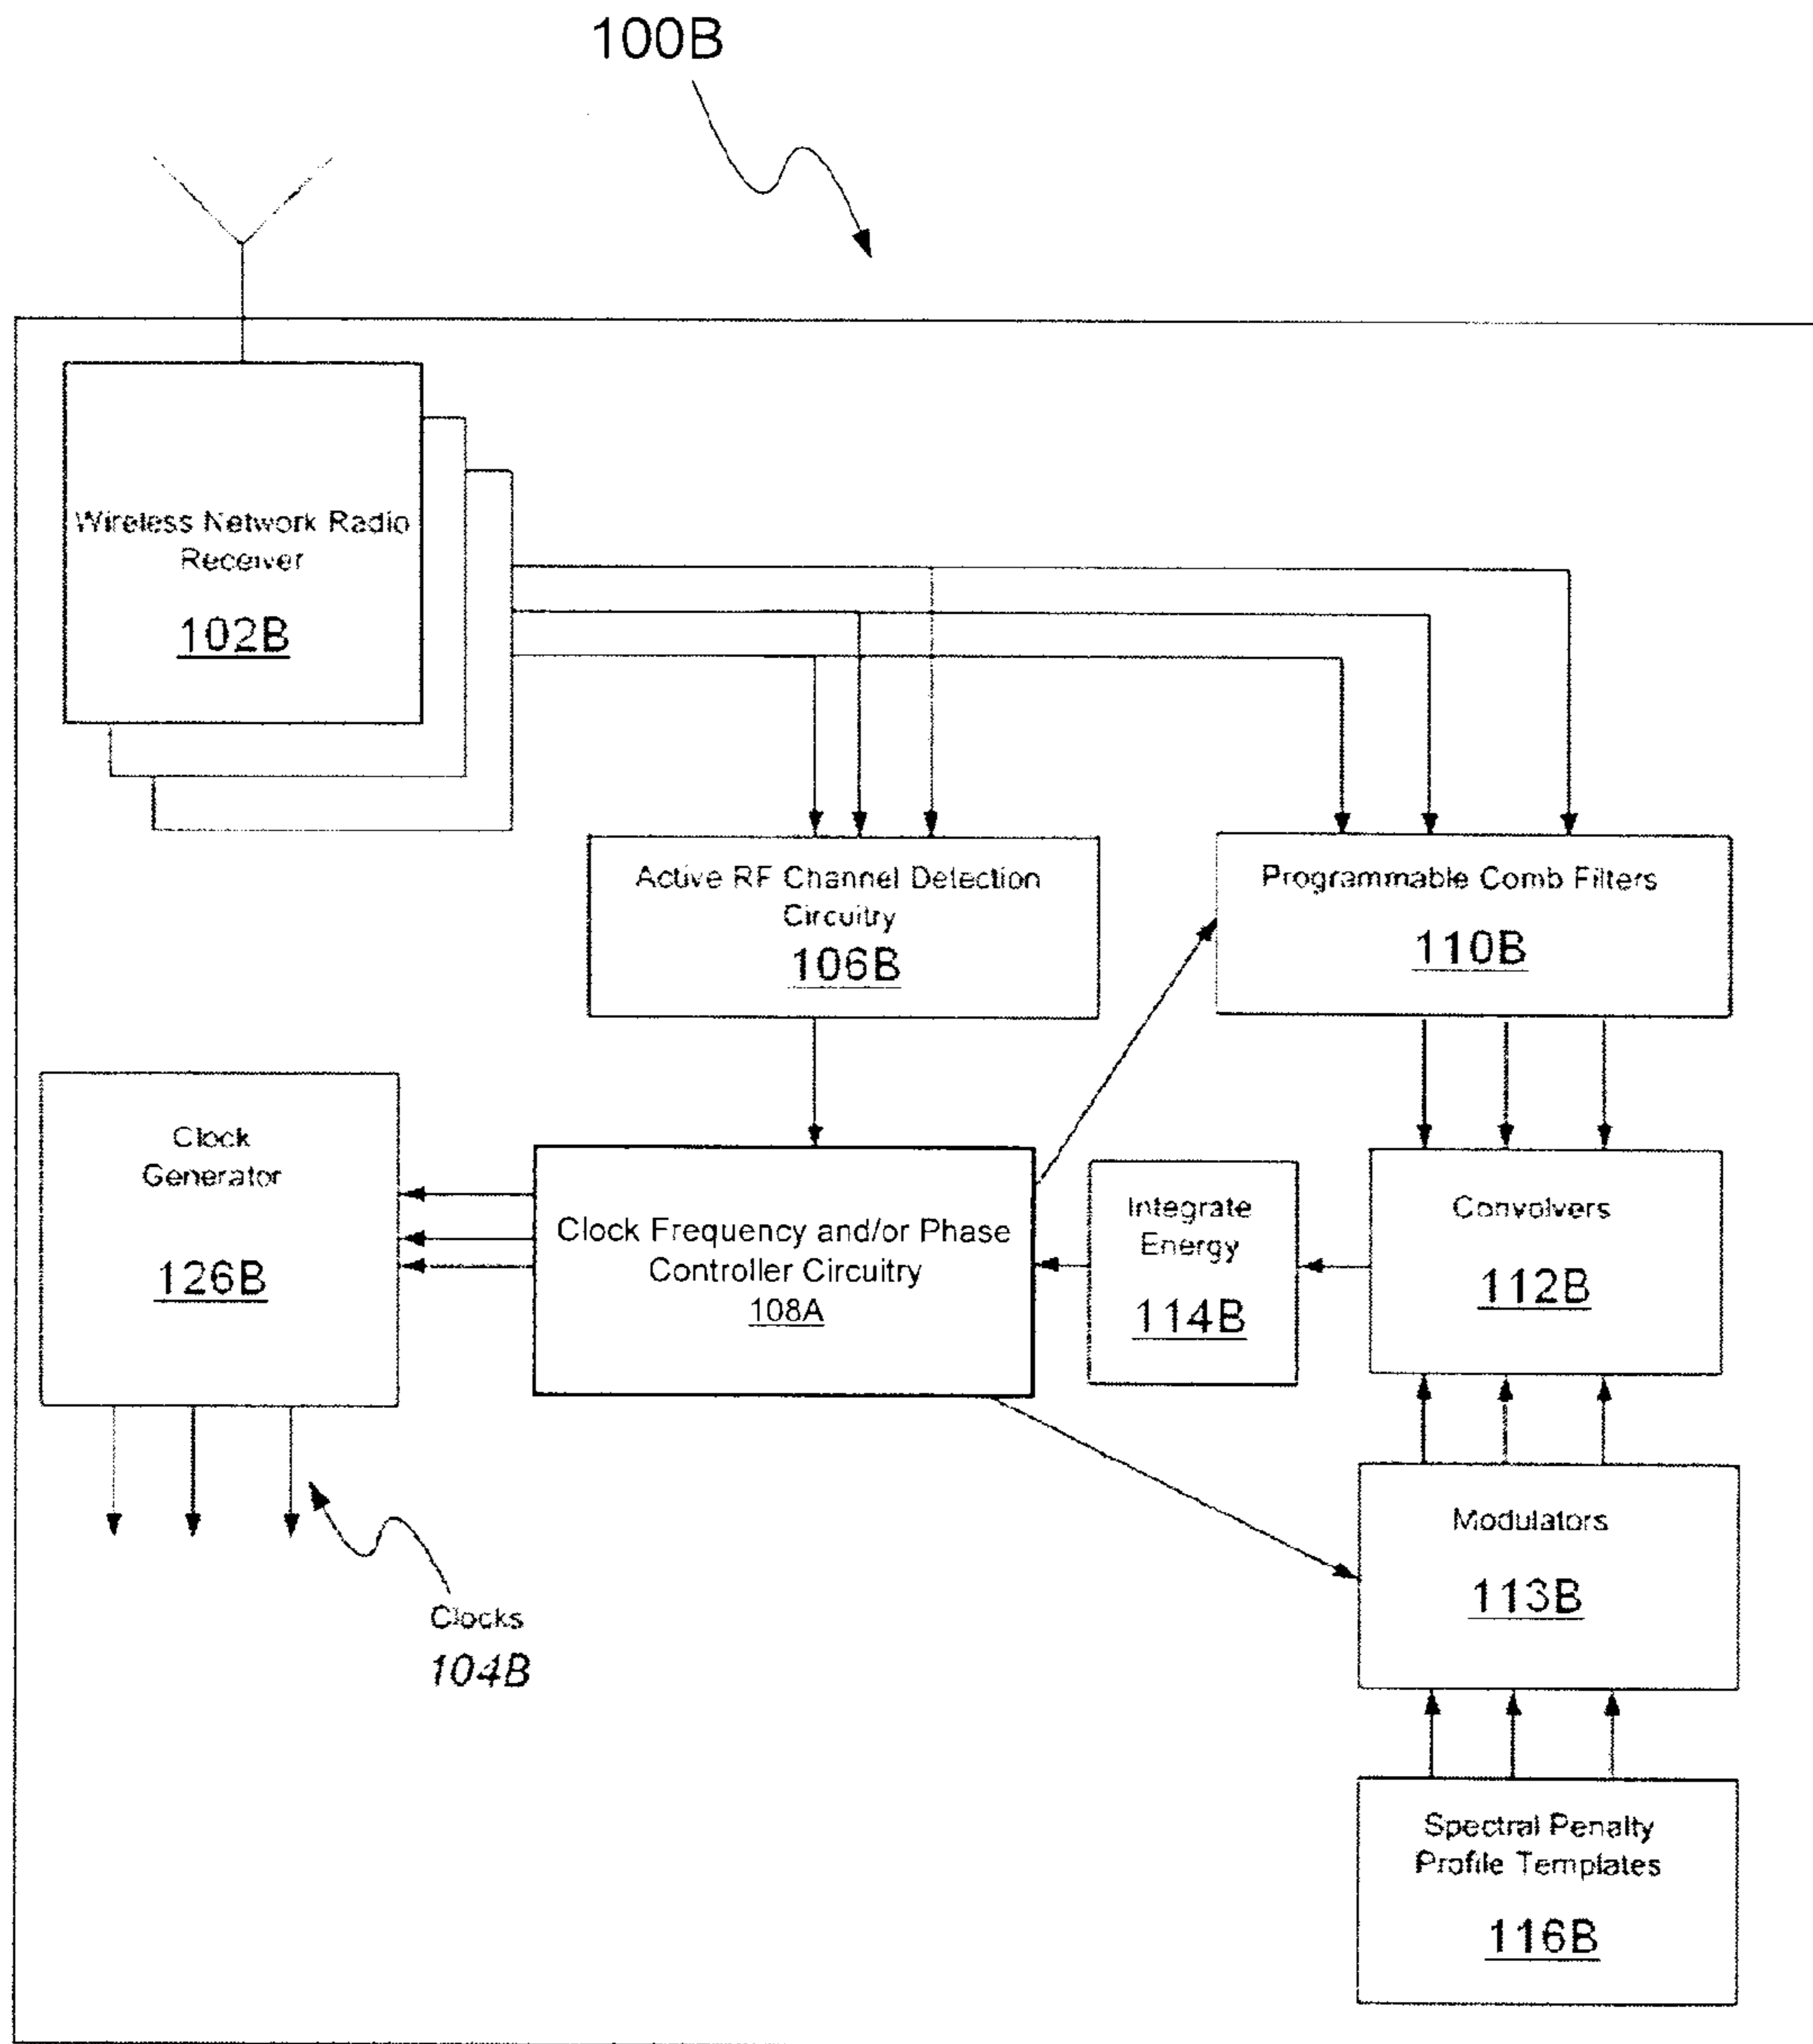 100B
Wireless Network Radio
Receiver
102B
Active RF Channel Detection
Circuitry
106B
Programmable Comb Filters
110B
Clock
Generator
126B
Clock Frequency and/or Phase
Controller Circuitry
108A
Integrate
Energy
114B
Convolvers
112B
Modulators
113B
Clocks
104B
Spectral Penalty
Profile Templates
116B